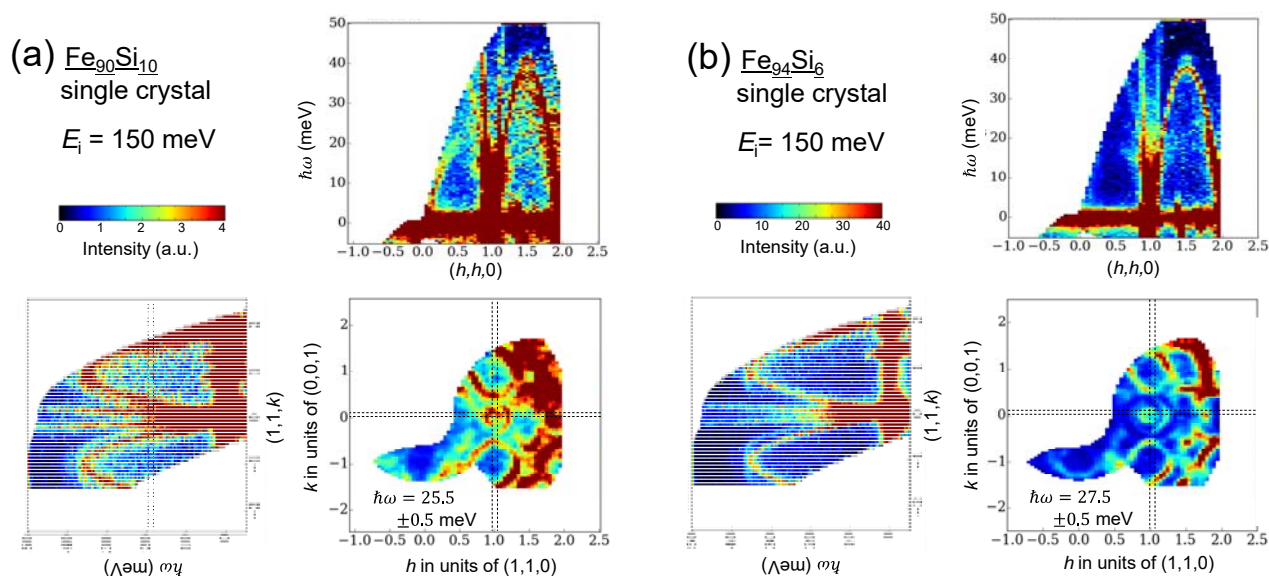 (a) Fe90Si10
single crystal
Ei = 150 meV
0 1 2 3 4
Intensity (a.u.)
ħω (meV)
50
40
30
20
10
0
−1.0 −0.5 0.0 0.5 1.0 1.5 2.0 2.5
(h,h,0)
(1,1,k)
ħω (meV)
k in units of (0,0,1)
2
1
0
−1
−2
ħω = 25.5
±0.5 meV
−1.0 −0.5 0.0 0.5 1.0 1.5 2.0 2.5
h in units of (1,1,0)
(b) Fe94Si6
single crystal
Ei= 150 meV
0 10 20 30 40
Intensity (a.u.)
ħω (meV)
50
40
30
20
10
0
−1.0 −0.5 0.0 0.5 1.0 1.5 2.0 2.5
(h,h,0)
(1,1,k)
ħω (meV)
k in units of (0,0,1)
2
1
0
−1
−2
ħω = 27.5
±0.5 meV
−1.0 −0.5 0.0 0.5 1.0 1.5 2.0 2.5
h in units of (1,1,0)